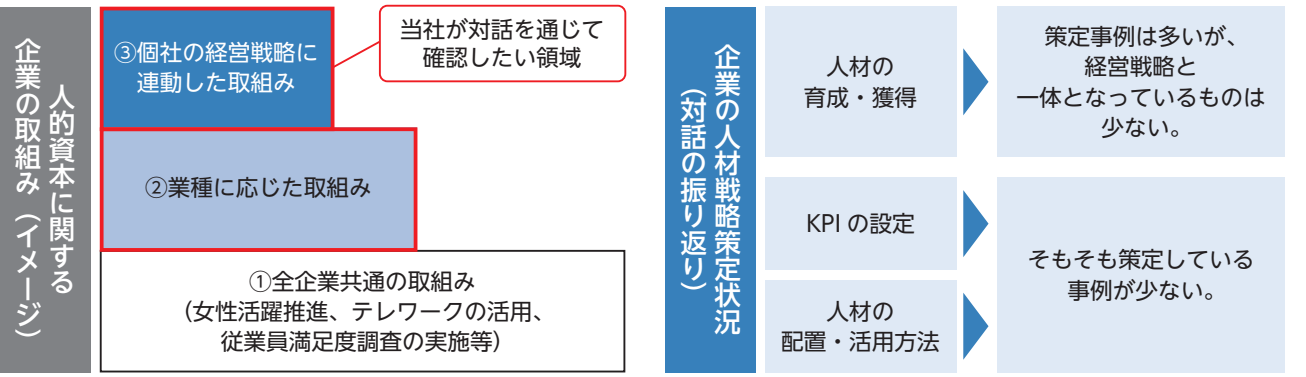 人的資本に関する
企業の取組み（イメージ）
③個社の経営戦略に
連動した取組み
当社が対話を通じて
確認したい領域
②業種に応じた取組み
①全企業共通の取組み
（女性活躍推進、テレワークの活用、
従業員満足度調査の実施等）
企業の人材戦略策定状況
（対話の振り返り）
人材の
育成・獲得
策定事例は多いが、
経営戦略と
一体となっているものは
少ない。
KPI の設定
人材の
配置・活用方法
そもそも策定している
事例が少ない。